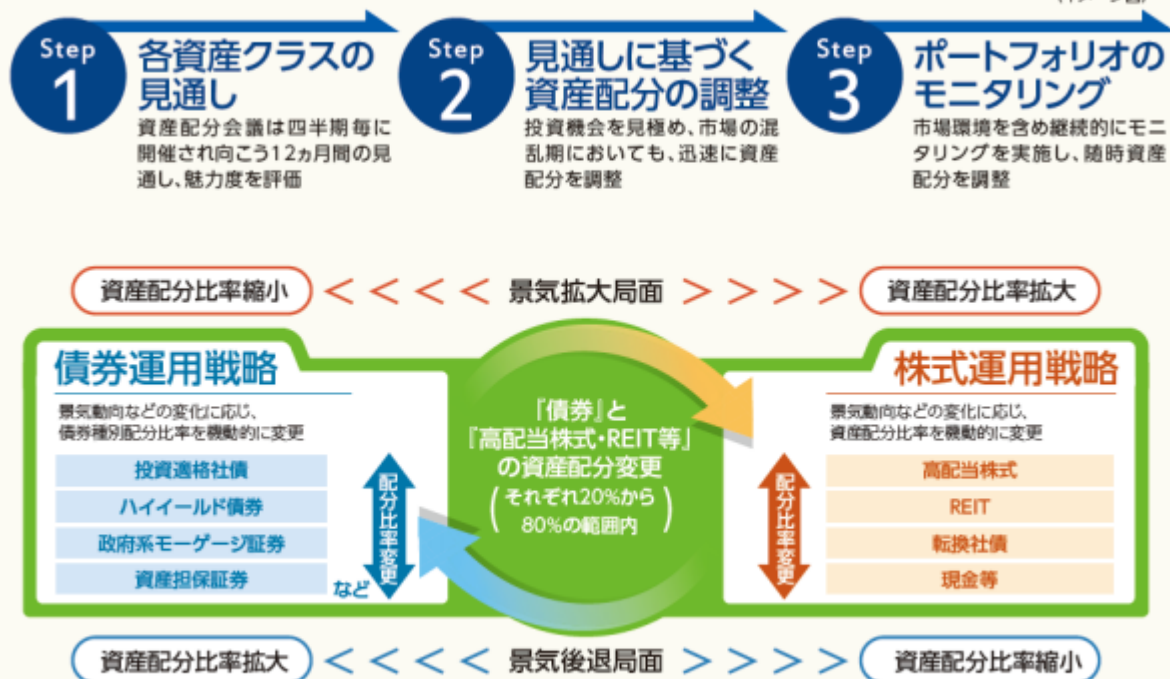 Step
1
各資産クラスの
見通し
資産配分会議は四半期毎に
開催され向こう12ヵ月間の見
通し、魅力度を評価
Step
2
見通しに基づく
資産配分の調整
投資機会を見極め、市場の混
乱期においても、迅速に資産
配分を調整
Step
3
ポートフォリオの
モニタリング
市場環境を含め継続的にモニ
タリングを実施し、随時資産
配分を調整
資産配分比率縮小 < < < < 景気拡大局面 > > > > > 資産配分比率拡大
債券運用戦略
景気動向などの変化に応じ、
債券種別配分比率を機動的に変更
投資適格社債
ハイイールド債券
政府系モーゲージ証券
資産担保証券
など
配分比率変更
『債券』と
『高配当株式・REIT等』
の資産配分変更
(それぞれ20%から
80%の範囲内)
株式運用戦略
景気動向などの変化に応じ、
資産配分比率を機動的に変更
配分比率変更
高配当株式
REIT
転換社債
現金等
資産配分比率拡大 < < < < 景気後退局面 > > > > > 資産配分比率縮小